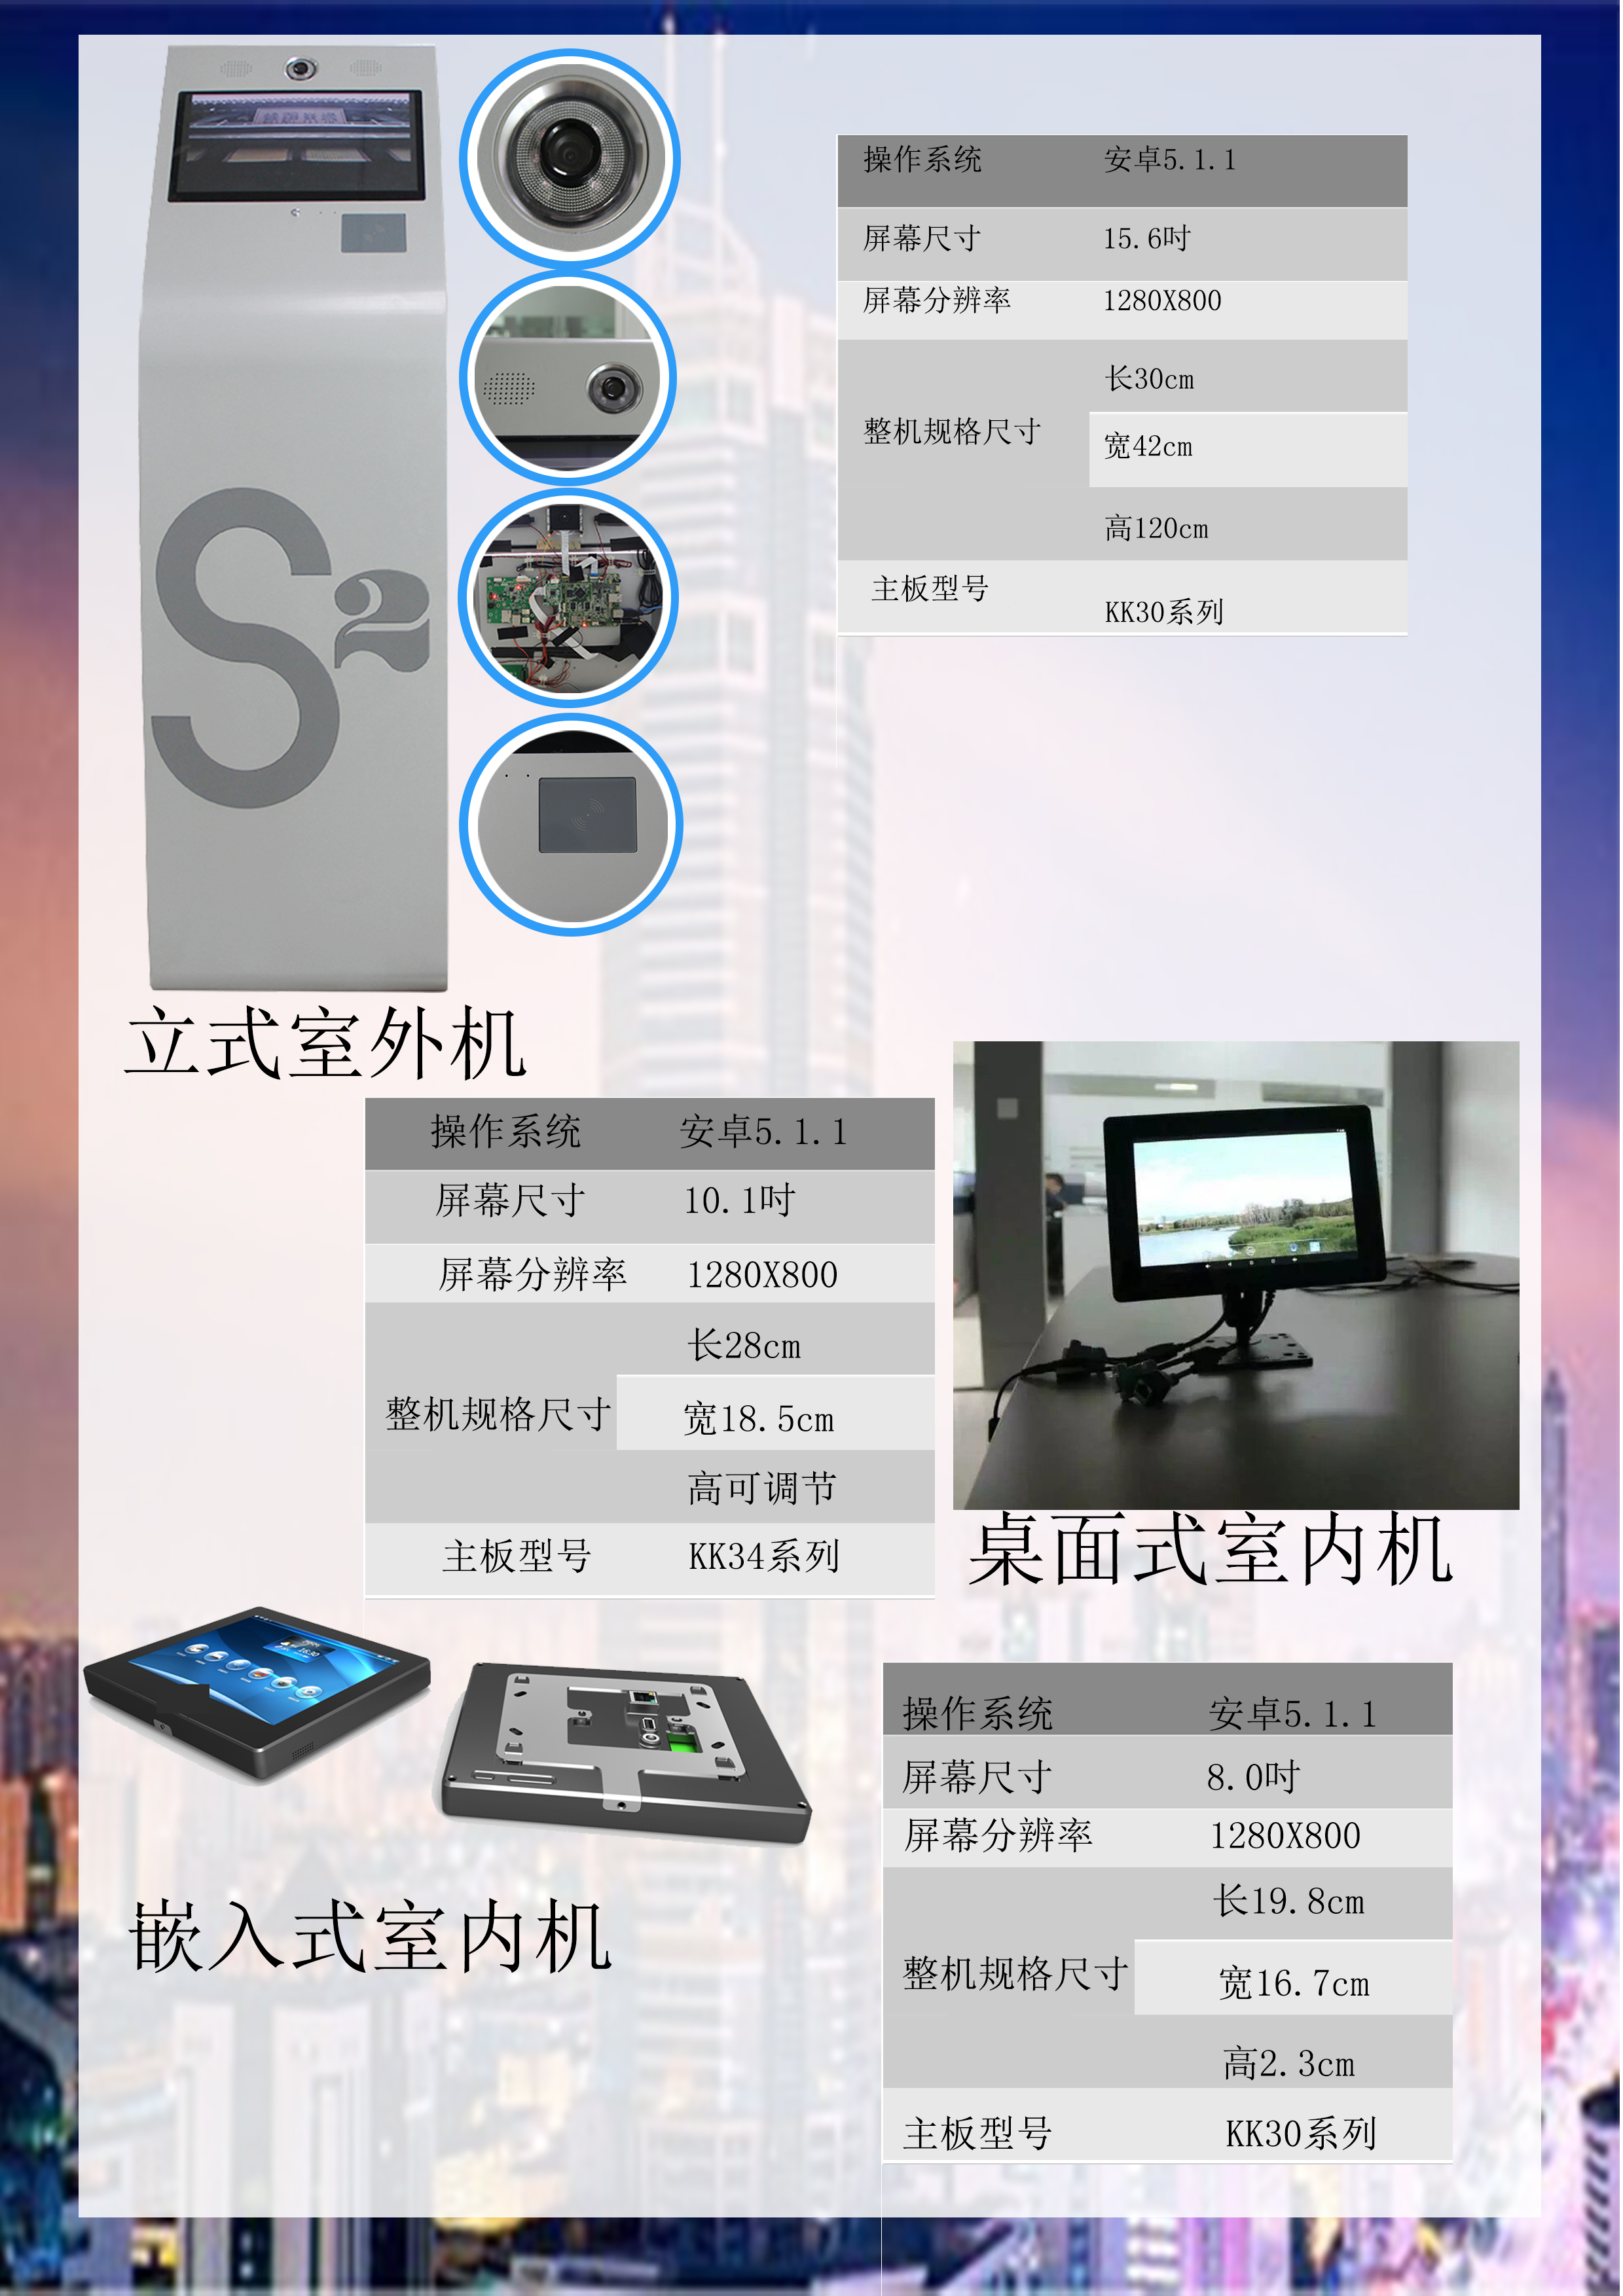 操作系统 安卓5.1.1
屏幕尺寸 15.6吋
屏幕分辨率 1280X800
长30cm
整机规格尺寸 宽42cm
高120cm
主板型号 KK30系列
S2
立式室外机
操作系统 安卓5.1.1
屏幕尺寸 10.1吋
屏幕分辨率 1280X800
长28cm
整机规格尺寸 宽18.5cm
高可调节
主板型号 KK34系列
桌面式室内机
操作系统 安卓5.1.1
屏幕尺寸 8.0吋
屏幕分辨率 1280X800
长19.8cm
整机规格尺寸 宽16.7cm
高2.3cm
主板型号 KK30系列
嵌入式室内机